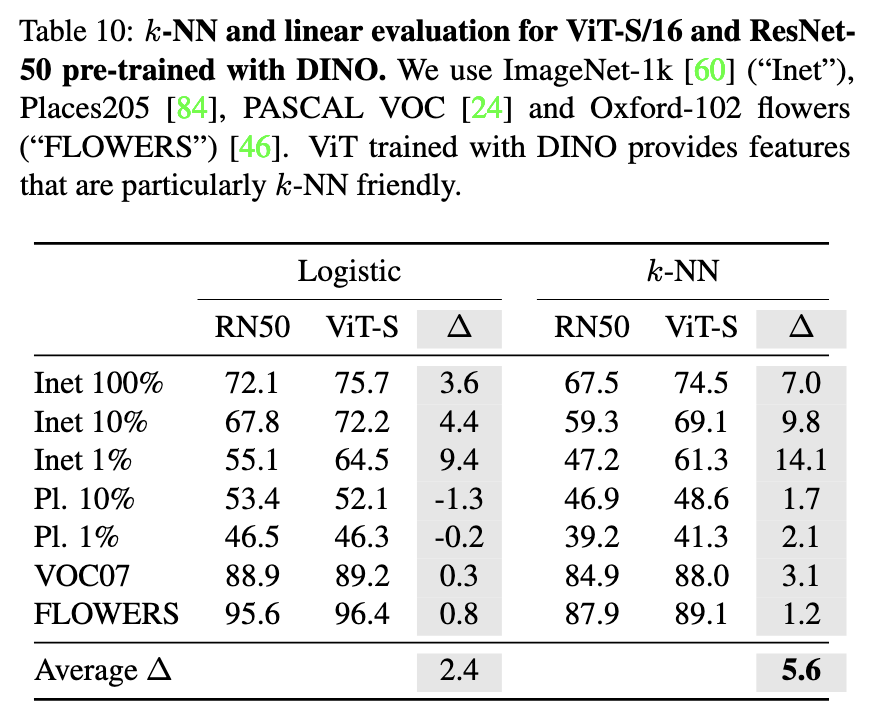 Table 10: k-NN and linear evaluation for ViT-S/16 and ResNet-
50 pre-trained with DINO. We use ImageNet-1k [60] (“Inet”),
Places205 [84], PASCAL VOC [24] and Oxford-102 flowers
(“FLOWERS”) [46]. ViT trained with DINO provides features
that are particularly k-NN friendly.
Logistic k-NN
RN50 ViT-S Δ RN50 ViT-S Δ
Inet 100% 72.1 75.7 3.6 67.5 74.5 7.0
Inet 10% 67.8 72.2 4.4 59.3 69.1 9.8
Inet 1% 55.1 64.5 9.4 47.2 61.3 14.1
Pl. 10% 53.4 52.1 -1.3 46.9 48.6 1.7
Pl. 1% 46.5 46.3 -0.2 39.2 41.3 2.1
VOC07 88.9 89.2 0.3 84.9 88.0 3.1
FLOWERS 95.6 96.4 0.8 87.9 89.1 1.2
Average Δ 2.4 5.6